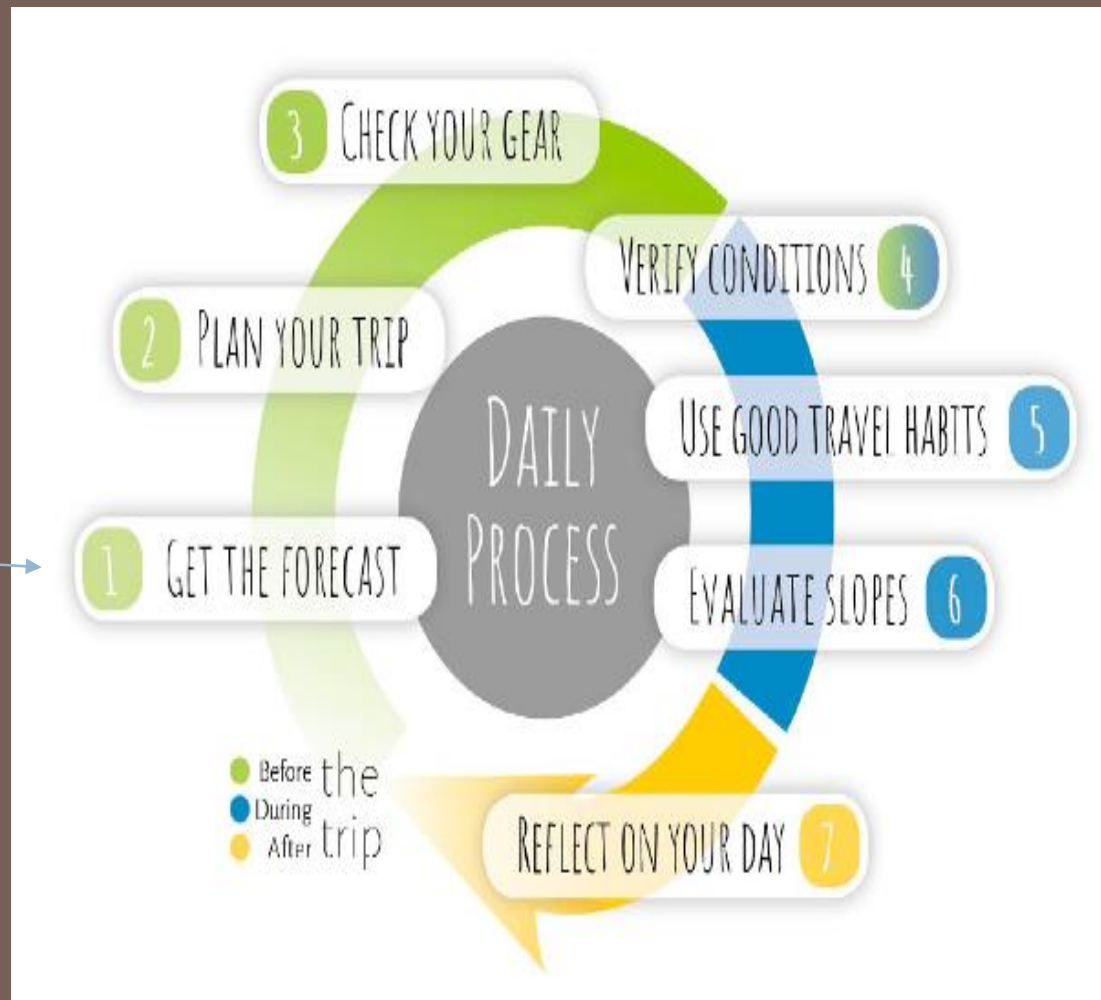 3 CHECK YOUR GEAR
VERIFY CONDITIONS 4
2 PLAN YOUR TRIP
USE GOOD TRAVEL HABITS 5
DAILY
PROCESS
1 GET THE FORECAST
EVALUATE SLOPES 6
Before
During
After
the
trip
REFLECT ON YOUR DAY 7